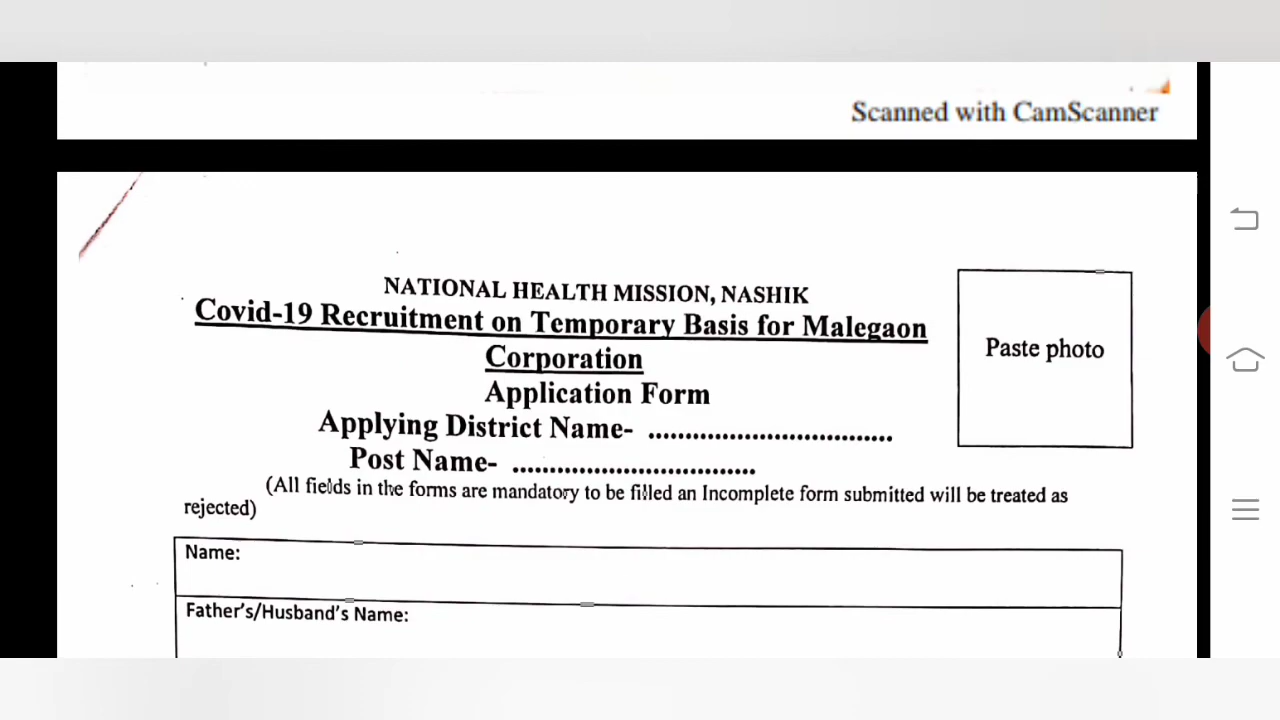 Scanned with CamScanner
NATIONAL HEALTH MISSION, NASHIK
Covid-19 Recruitment on Temporary Basis for Malegaon
Corporation
Application Form
Paste photo
Applying District Name- .................................
Post Name- .................................
(All fields in the forms are mandatory to be filled an Incomplete form submitted will be treated as
rejected)
Name:
Father's/Husband's Name: